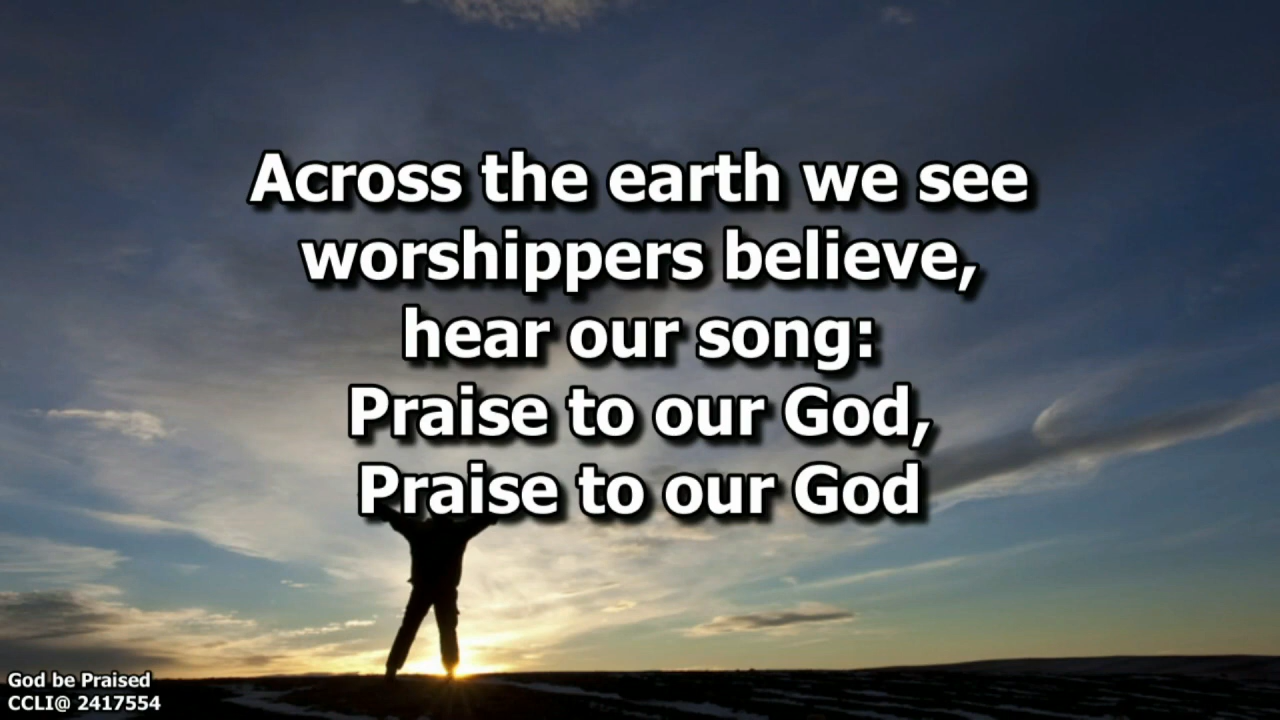 Across the earth we see
worshippers believe,
hear our song:
Praise to our God,
Praise to our God
God be Praised
CCLI@ 2417554